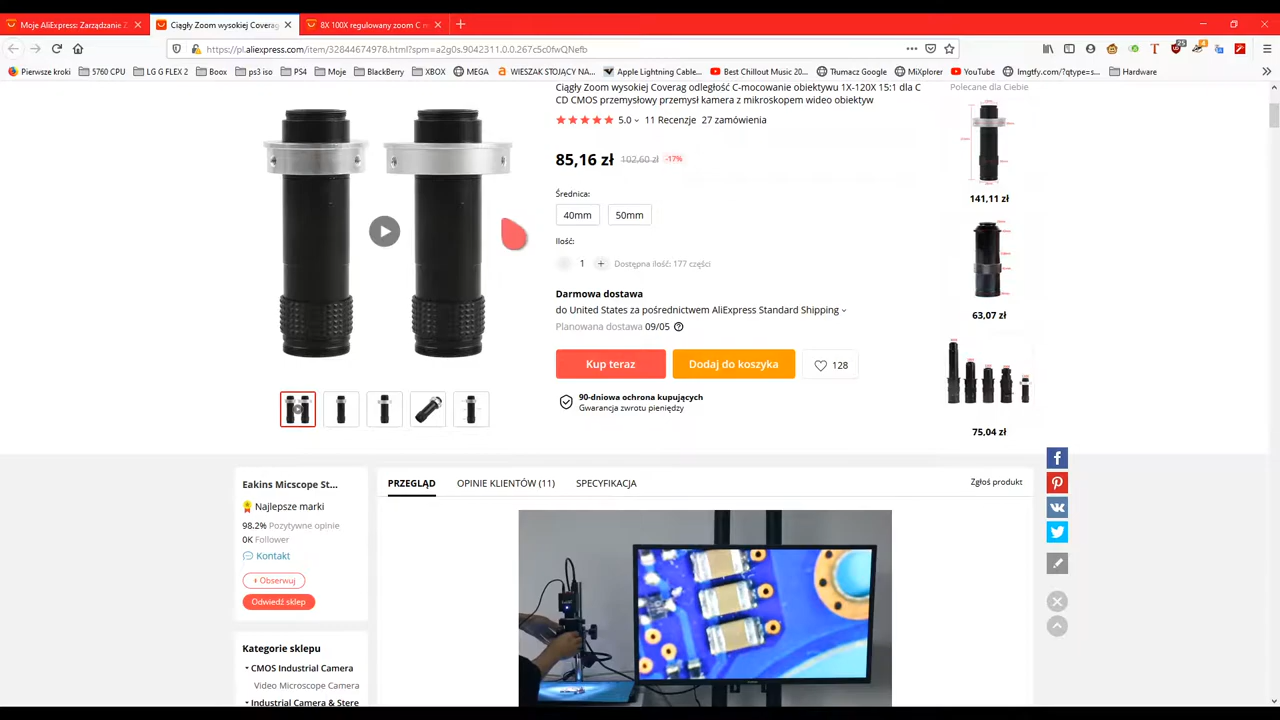 Moje AliExpress: Zarządzanie Z
Ciągły Zoom wysokiej Coverag
8X 100X regulowany zoom C m
https://pl.aliexpress.com/item/32844674978.html?spm=a2g0s.9042311.0.0.267c5c0fwQNefb
25
4
Pierwsze kroki
5760 CPU
LG G FLEX 2
Boox
ps3 iso
PS4
Moje
BlackBerry
XBOX
MEGA
WIESZAK STOJĄCY NA...
Apple Lightning Cable...
Best Chillout Music 20...
Tłumacz Google
MiXplorer
YouTube
lmgtfy.com/?qtype=s...
Hardware
Ciągły Zoom wysokiej Coverag odległość C-mocowanie obiektywu 1X-120X 15:1 dla C
CD CMOS przemysłowy przemysł kamera z mikroskopem wideo obiektyw
5.0 11 Recenzje 27 zamówienia
85,16 zł 102,60 zł -17%
Średnica:
40mm 50mm
Ilość:
1 + Dostępna ilość: 177 części
Darmowa dostawa
do United States za pośrednictwem AliExpress Standard Shipping
Planowana dostawa 09/05
Kup teraz
Dodaj do koszyka
128
90-dniowa ochrona kupujących
Gwarancja zwrotu pieniędzy
Polecane dla Ciebie
141,11 zł
63,07 zł
75,04 zł
Eakins Micscope St...
Najlepsze marki
98.2% Pozytywne opinie
0K Follower
Kontakt
+ Obserwuj
Odwiedź sklep
Kategorie sklepu
CMOS Industrial Camera
Video Microscope Camera
Industrial Camera & Stere
PRZEGLĄD
OPINIE KLIENTÓW (11)
SPECYFIKACJA
Zgłoś produkt